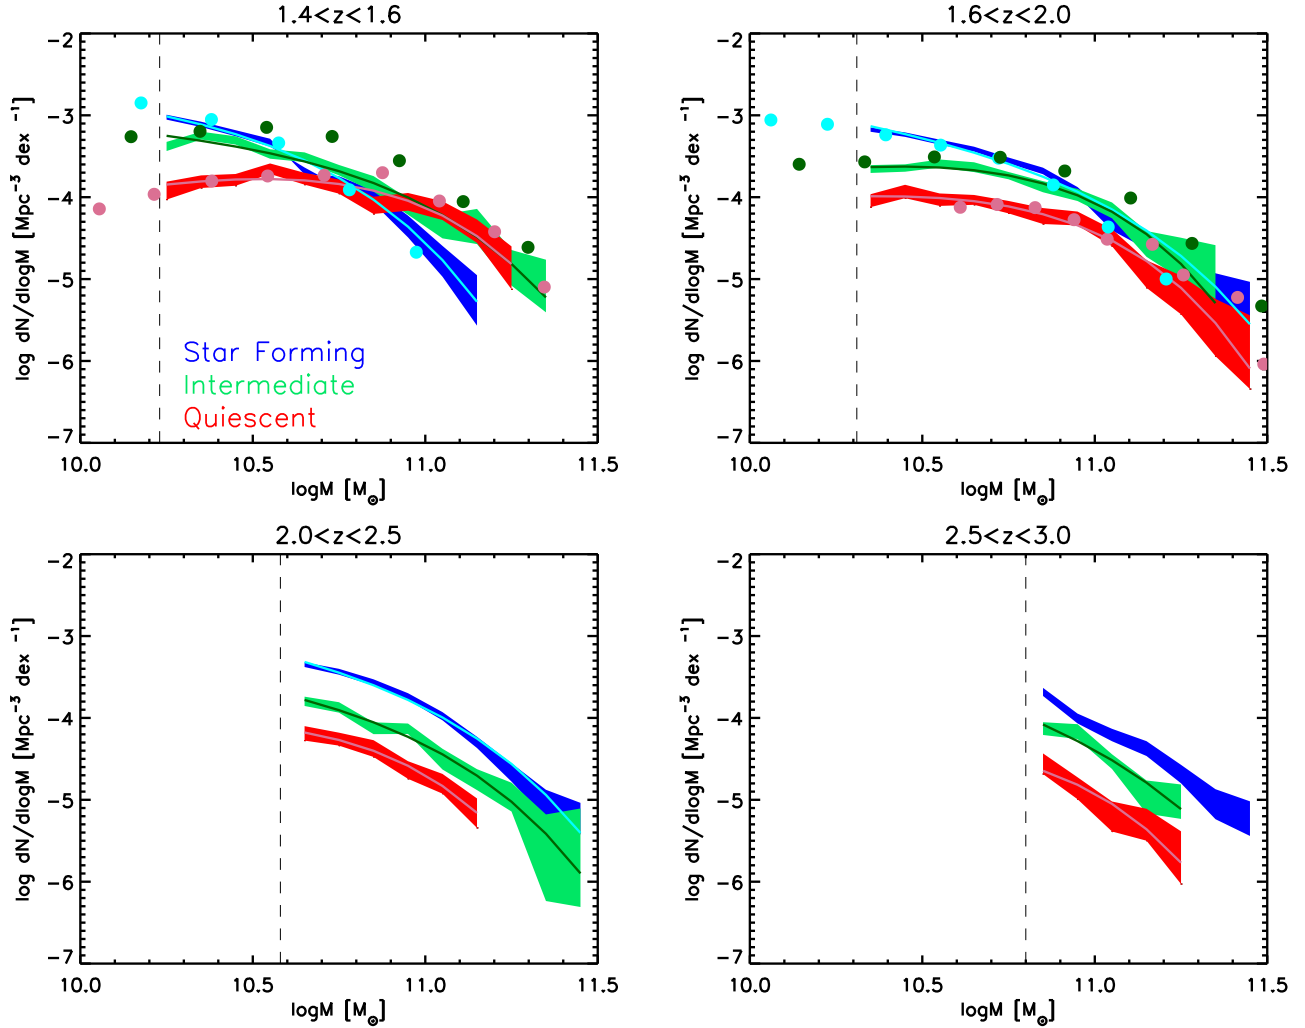 1.4<z<1.6
1.6<z<2.0
−2
−3
−4
−5
−6
−7
log dN/dlogM [Mpc⁻³ dex ⁻¹]
Star Forming
Intermediate
Quiescent
10.0 10.5 11.0 11.5
logM [M⊙]
−2
−3
−4
−5
−6
−7
log dN/dlogM [Mpc⁻³ dex ⁻¹]
10.0 10.5 11.0 11.5
logM [M⊙]
2.0<z<2.5
2.5<z<3.0
−2
−3
−4
−5
−6
−7
log dN/dlogM [Mpc⁻³ dex ⁻¹]
10.0 10.5 11.0 11.5
logM [M⊙]
−2
−3
−4
−5
−6
−7
log dN/dlogM [Mpc⁻³ dex ⁻¹]
10.0 10.5 11.0 11.5
logM [M⊙]